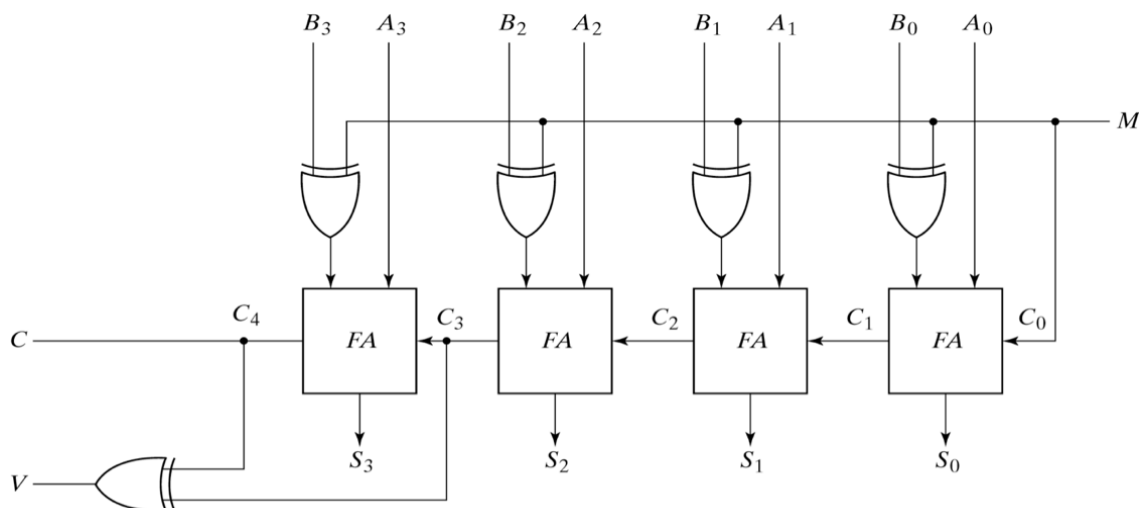 B₃ A₃ B₂ A₂ B₁ A₁ B₀ A₀
M
C₄ C₃ C₂ C₁ C₀
C FA FA FA FA
S₃ S₂ S₁ S₀
V